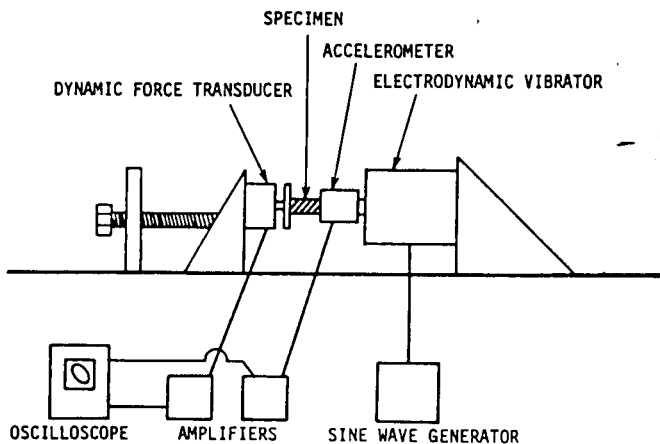 SPECIMEN
ACCELEROMETER
DYNAMIC FORCE TRANSDUCER
ELECTRODYNAMIC VIBRATOR
OSCILLOSCOPE
AMPLIFIERS
SINE WAVE GENERATOR